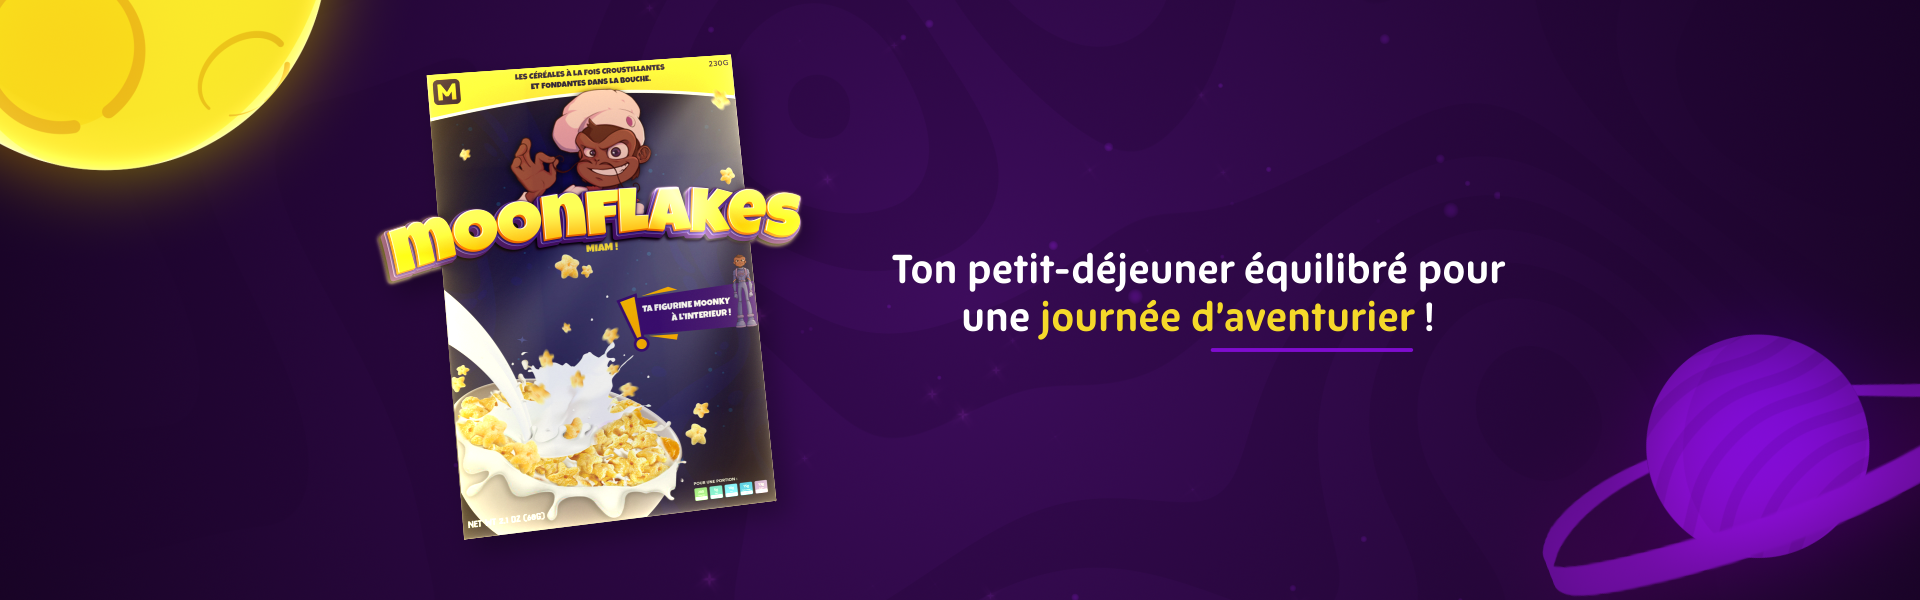 M
LES CÉRÉALES À LA FOIS CROUSTILLANTES
ET FONDANTES DANS LA BOUCHE.
230G
MOONFLAKES
MIAM !
TA FIGURINE MOONKY
À L'INTERIEUR !
POUR UNE PORTION :
NET
Ton petit-déjeuner équilibré pour
une journée d'aventurier !